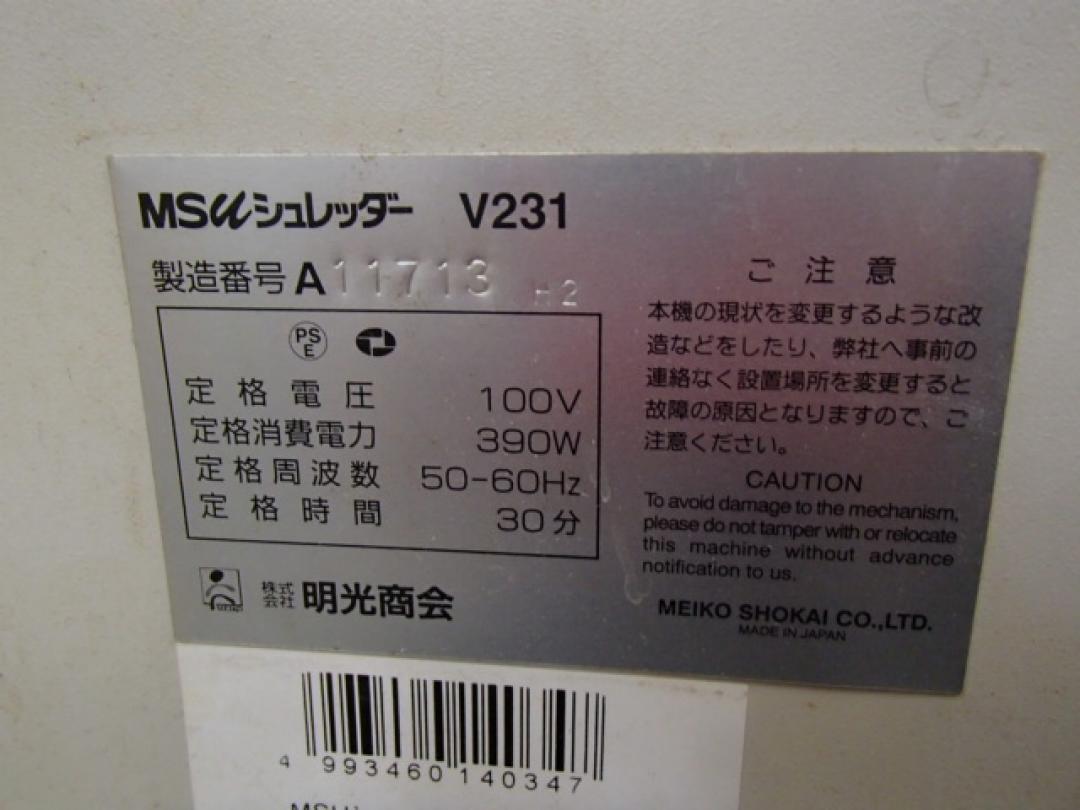 MSuシュレッダー V231
製造番号 A11713 H2
PS
E
定格電圧 100V
定格消費電力 390W
定格周波数 50-60Hz
定格時間 30分
株式
会社 明光商会
ご注意
本機の現状を変更するような改
造などをしたり、弊社へ事前の
連絡なく設置場所を変更すると
故障の原因となりますので、ご
注意ください。
CAUTION
To avoid damage to the mechanism,
please do not tamper with or relocate
this machine without advance
notification to us.
MEIKO SHOKAI CO.,LTD.
MADE IN JAPAN
4 993460 140347